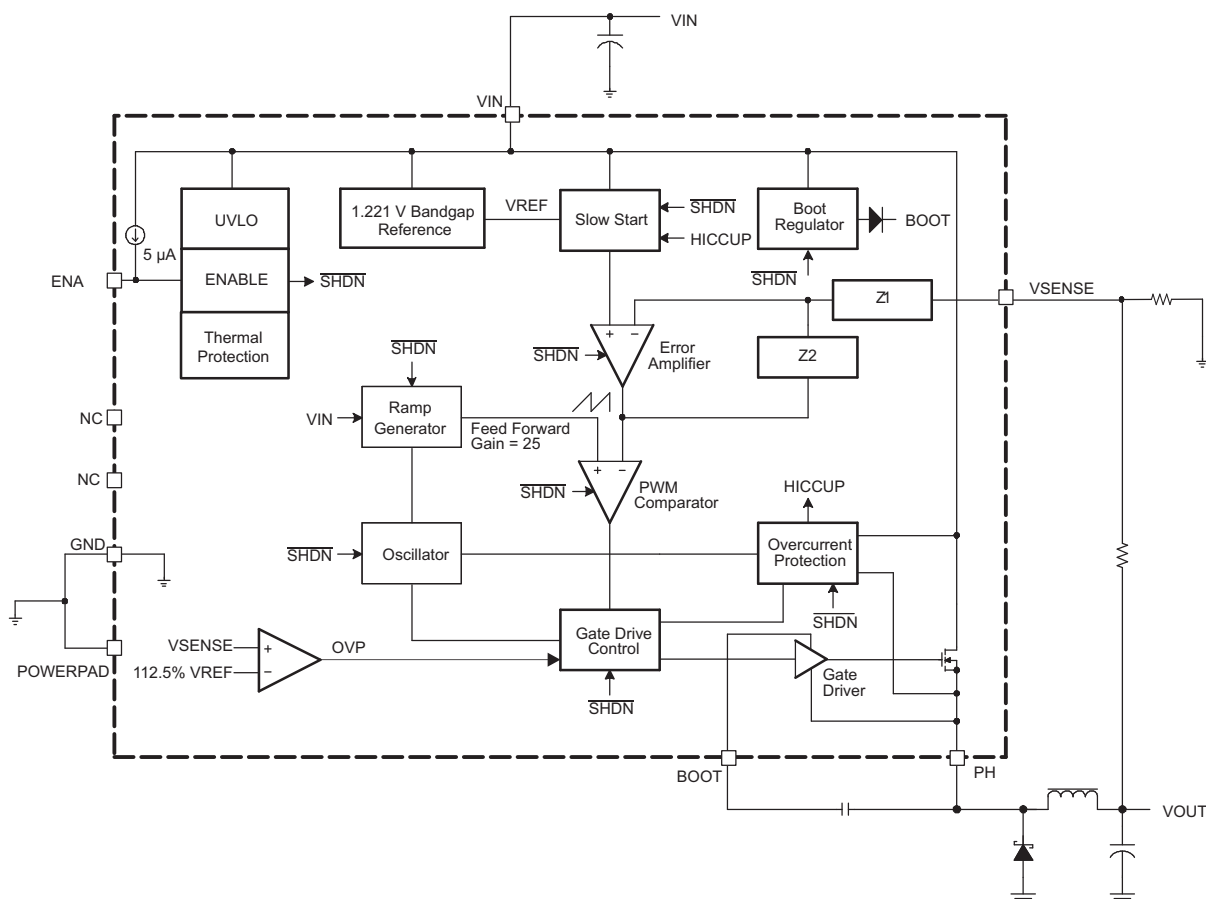 VIN
VIN
UVLO
1.221 V Bandgap
Reference
VREF
Slow Start
SHDN
HICCUP
Boot
Regulator
BOOT
5 µA
ENA
ENABLE
SHDN
SHDN
Z1
VSENSE
Thermal
Protection
SHDN
+
−
Error
Amplifier
Z2
SHDN
NC
VIN
Ramp
Generator
Feed Forward
Gain = 25
NC
+
−
SHDN
PWM
Comparator
HICCUP
GND
SHDN
Oscillator
Overcurrent
Protection
SHDN
POWERPAD
VSENSE
+
112.5% VREF
−
OVP
Gate Drive
Control
SHDN
Gate
Driver
BOOT
PH
VOUT